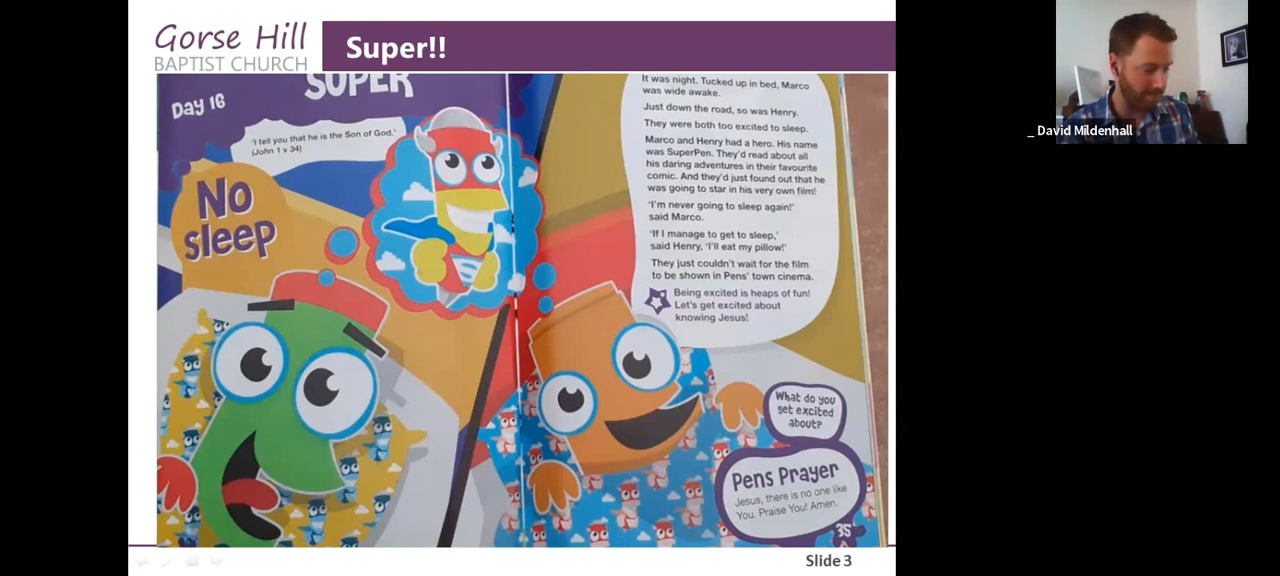 Gorse Hill
BAPTIST CHURCH
Super!!
SUPER
Day 16
'I tell you that he is the Son of God.'
(John 1 v 34)
No
sleep
It was night. Tucked up in bed, Marco
was wide awake.
Just down the road, so was Henry.
They were both too excited to sleep.
Marco and Henry had a hero. His name
was SuperPen. They'd read about all
his daring adventures in their favourite
comic. And they'd just found out that he
was going to star in his very own film!
'I'm never going to sleep again!'
said Marco.
'If I manage to get to sleep,'
said Henry, 'I'll eat my pillow!'
They just couldn't wait for the film
to be shown in Pens' town cinema.
Being excited is heaps of fun!
Let's get excited about
knowing Jesus!
What do you
get excited
about?
Pens Prayer
Jesus, there is no one like
You. Praise You! Amen.
35
Slide 3
_ David Mildenhall